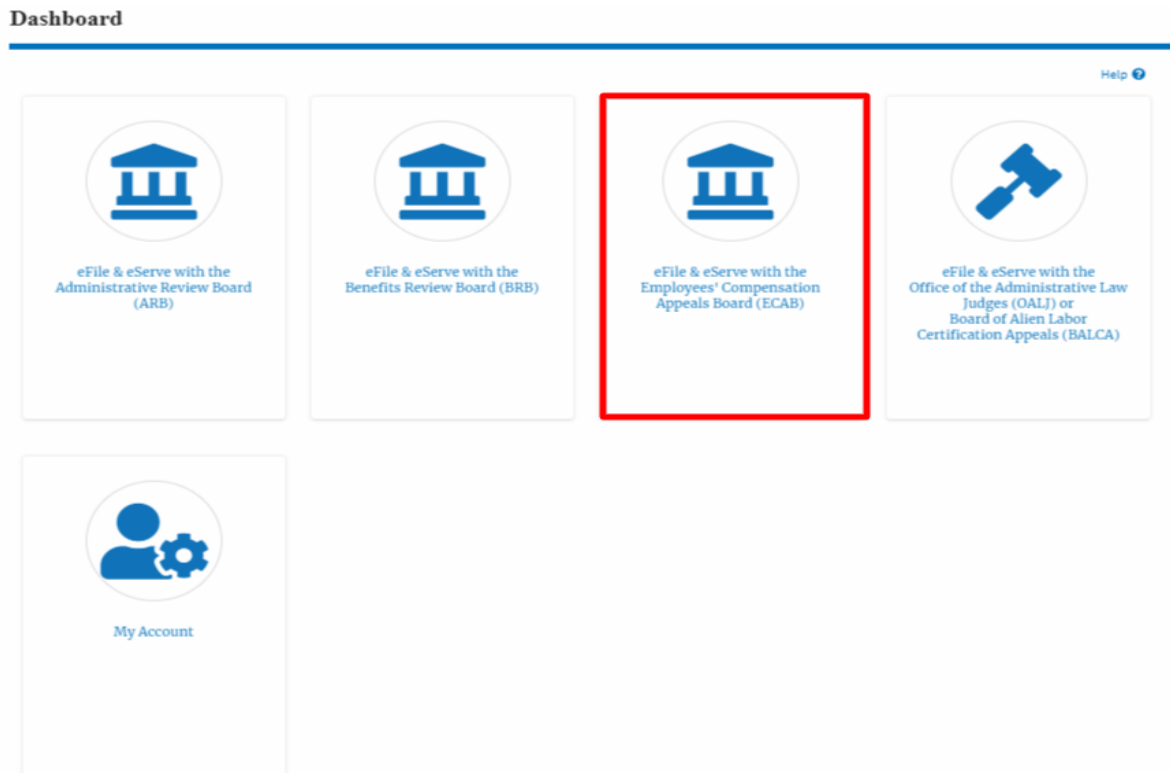 Dashboard
Help
eFile & eServe with the
Administrative Review Board
(ARB)
eFile & eServe with the
Benefits Review Board (BRB)
eFile & eServe with the
Employees' Compensation
Appeals Board (ECAB)
eFile & eServe with the
Office of the Administrative Law
Judges (OALJ) or
Board of Alien Labor
Certification Appeals (BALCA)
My Account